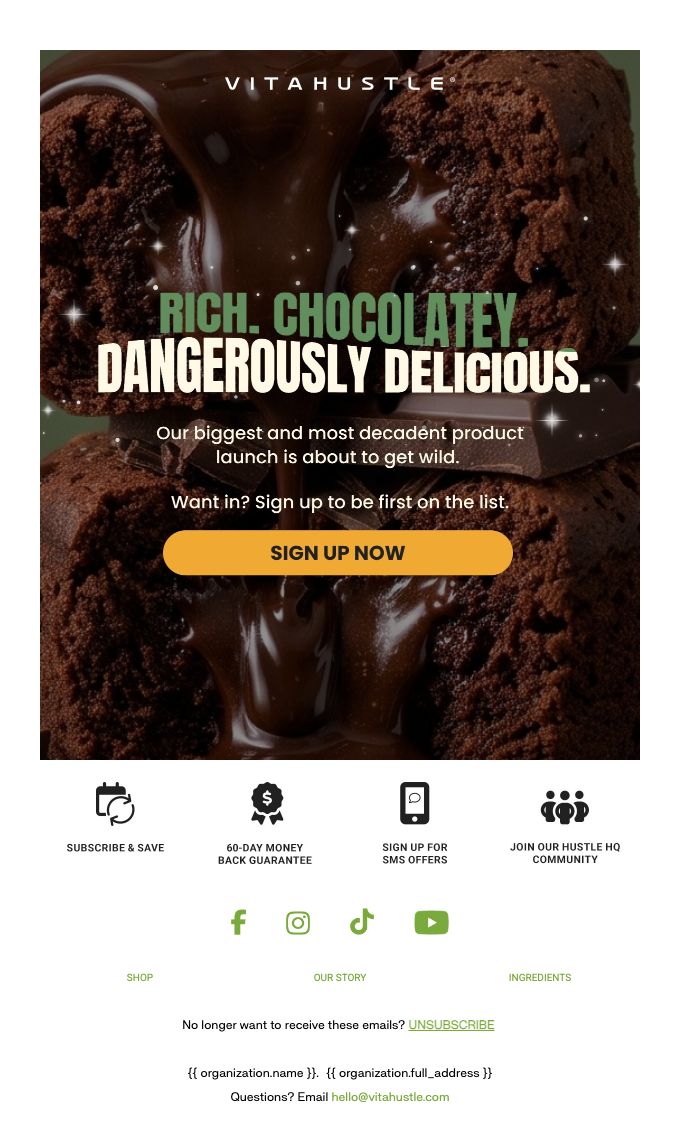 VITAHUSTLE®
RICH. CHOCOLATEY.
DANGEROUSLY DELICIOUS.
Our biggest and most decadent product
launch is about to get wild.
Want in? Sign up to be first on the list.
SIGN UP NOW
SUBSCRIBE & SAVE
60-DAY MONEY
BACK GUARANTEE
SIGN UP FOR
SMS OFFERS
JOIN OUR HUSTLE HQ
COMMUNITY
SHOP
OUR STORY
INGREDIENTS
No longer want to receive these emails? UNSUBSCRIBE
{{ organization.name }}.  {{ organization.full_address }}
Questions? Email hello@vitahustle.com